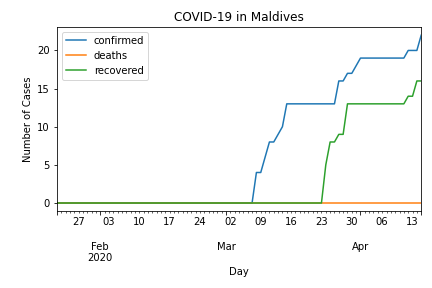 COVID-19 in Maldives
confirmed
deaths
recovered
Number of Cases
20
15
10
5
0
27 03 10 17 24 02 09 16 23 30 06 13
Feb Mar Apr
2020
Day